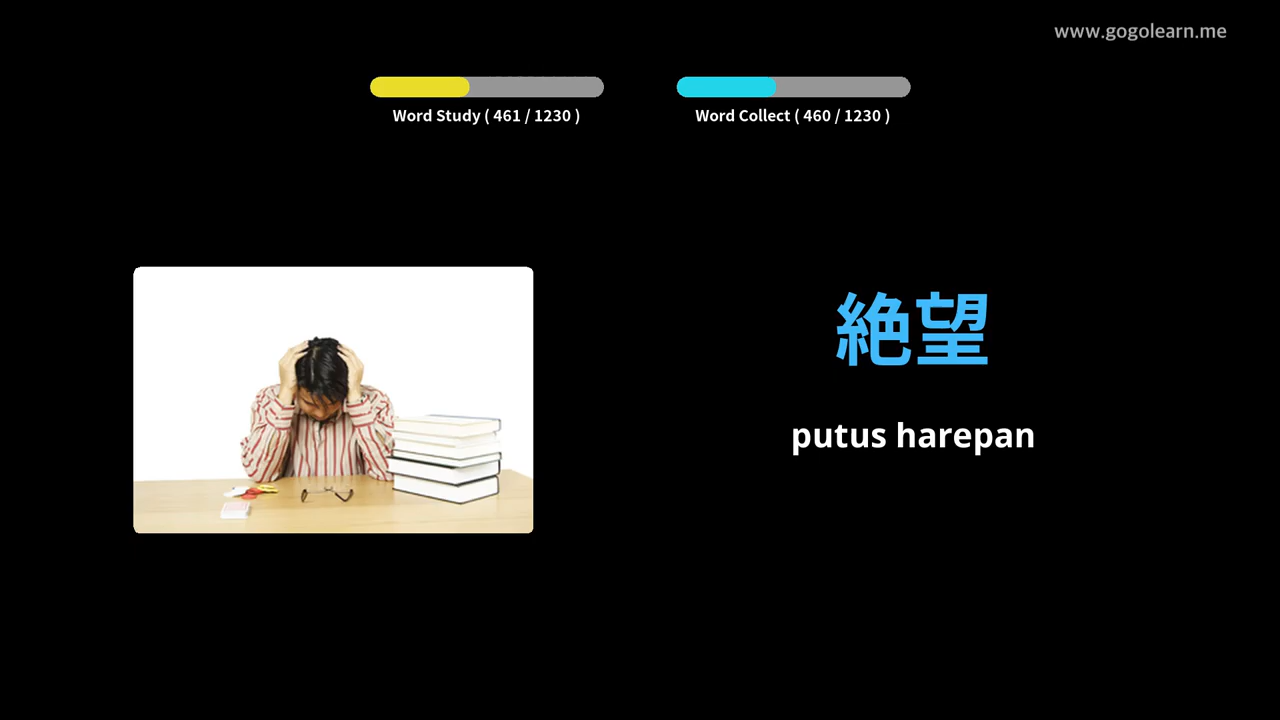 www.gogolearn.me
Word Study ( 461 / 1230 )
Word Collect ( 460 / 1230 )
絶望
putus harepan